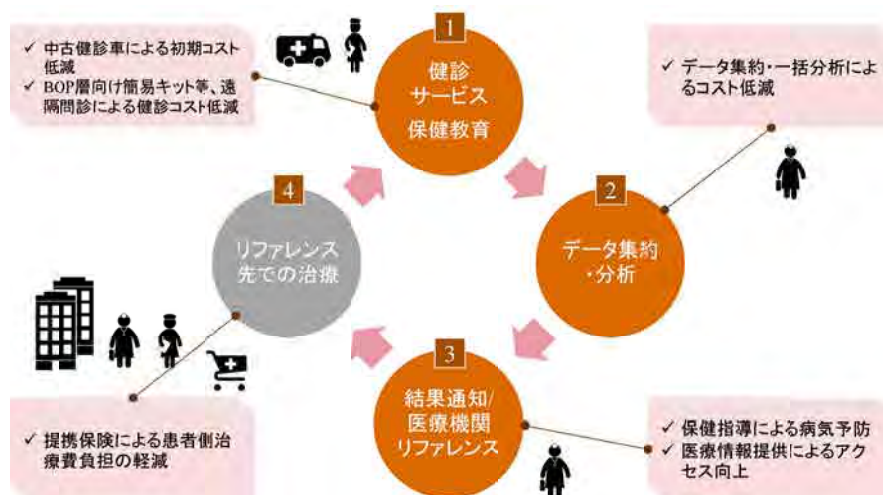 ✓ 中古健診車による初期コスト
低減
✓ BOP層向け簡易キット等、遠
隔問診による健診コスト低減
1
健診
サービス
保健教育
✓ データ集約・一括分析によ
るコスト低減
2
データ集約
・分析
3
結果通知/
医療機関
リファレンス
✓ 保健指導による病気予防
✓ 医療情報提供によるアク
セス向上
4
リファレンス
先での治療
✓ 提携保険による患者側治
療費負担の軽減